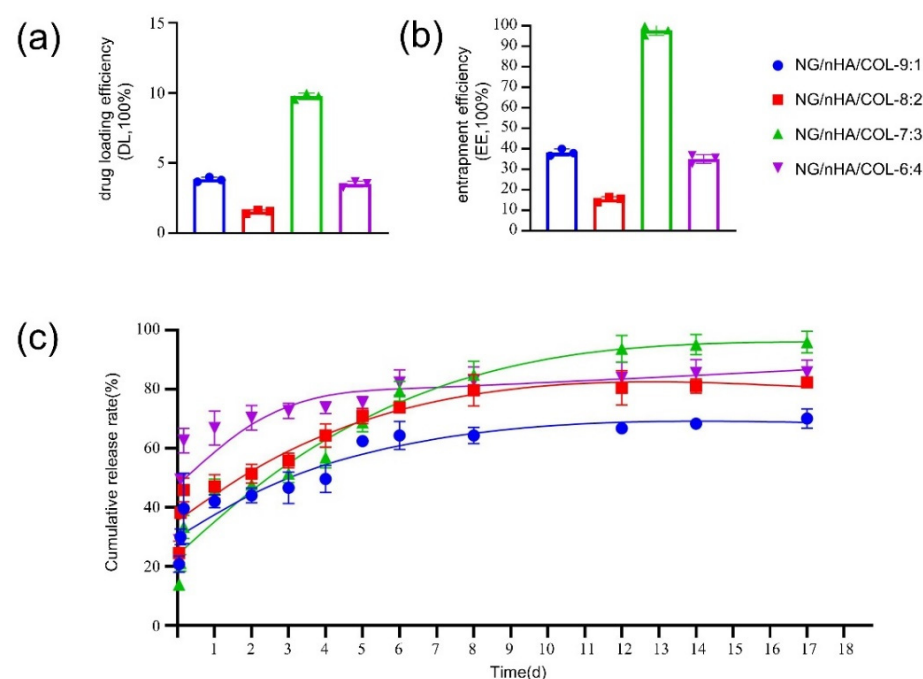 (a)
drug loading efficiency
(DL,100%)
15
10
5
0
(b)
entrapment efficiency
(EE,100%)
100
90
80
70
60
50
40
30
20
10
0
NG/nHA/COL-9:1
NG/nHA/COL-8:2
NG/nHA/COL-7:3
NG/nHA/COL-6:4
(c)
Cumulative release rate(%)
100
80
60
40
20
0
1 2 3 4 5 6 7 8 9 10 11 12 13 14 15 16 17 18
Time(d)